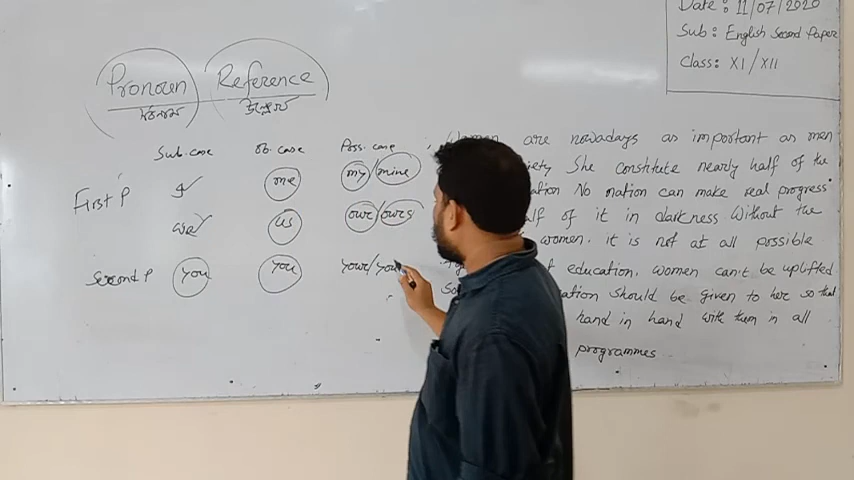 Date: 11/07/2020
Sub: English Second Paper
Class: XI/XII
Pronoun Reference
Sub. case ob. case Poss. case
First P I me my/mine
we us our/ours
Second P you you your/you
Women are nowadays as important as men
She constitute nearly half of the
No nation can make real progress
half of it in darkness Without the
women, it is not at all possible
education, women can't be uplifted
should be given to her so that
hand in hand with them in all
programmes